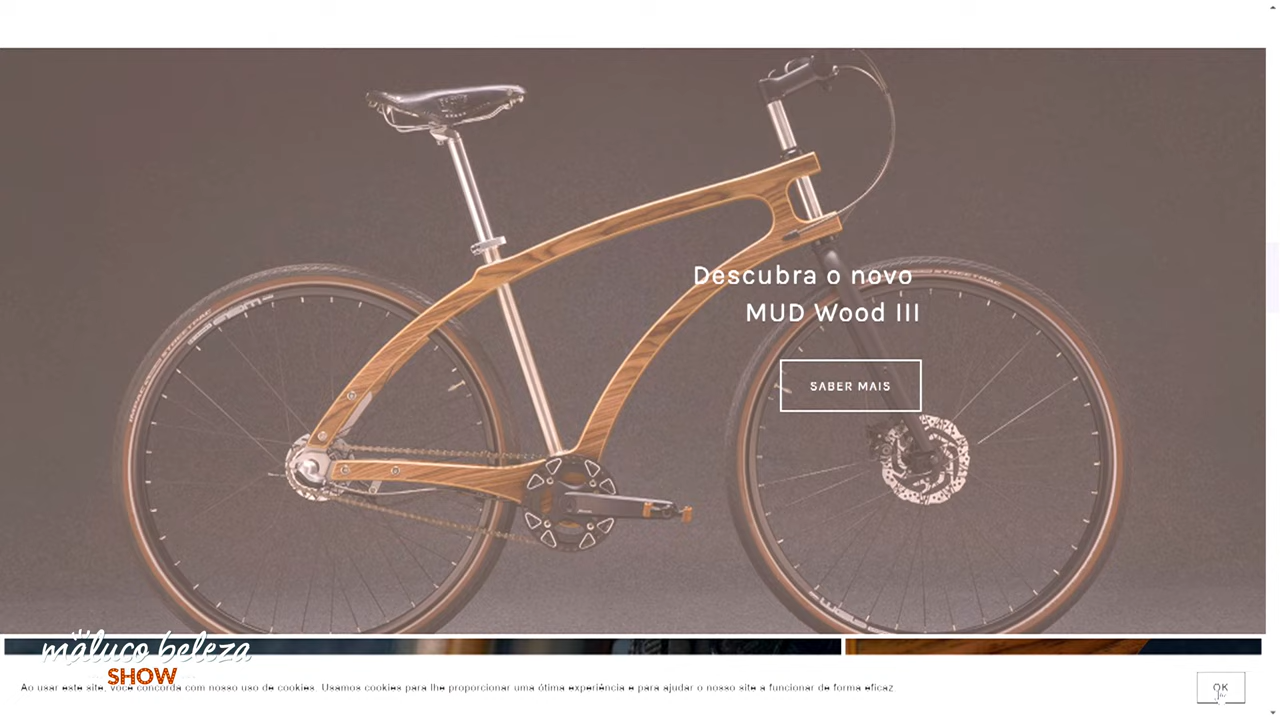 Descubra o novo
MUD Wood III
SABER MAIS
STREETRAC
maluco beleza
SHOW
Ao usar este site, você concorda com nosso uso de cookies. Usamos cookies para lhe proporcionar uma ótima experiência e para ajudar o nosso site a funcionar de forma eficaz.
OK